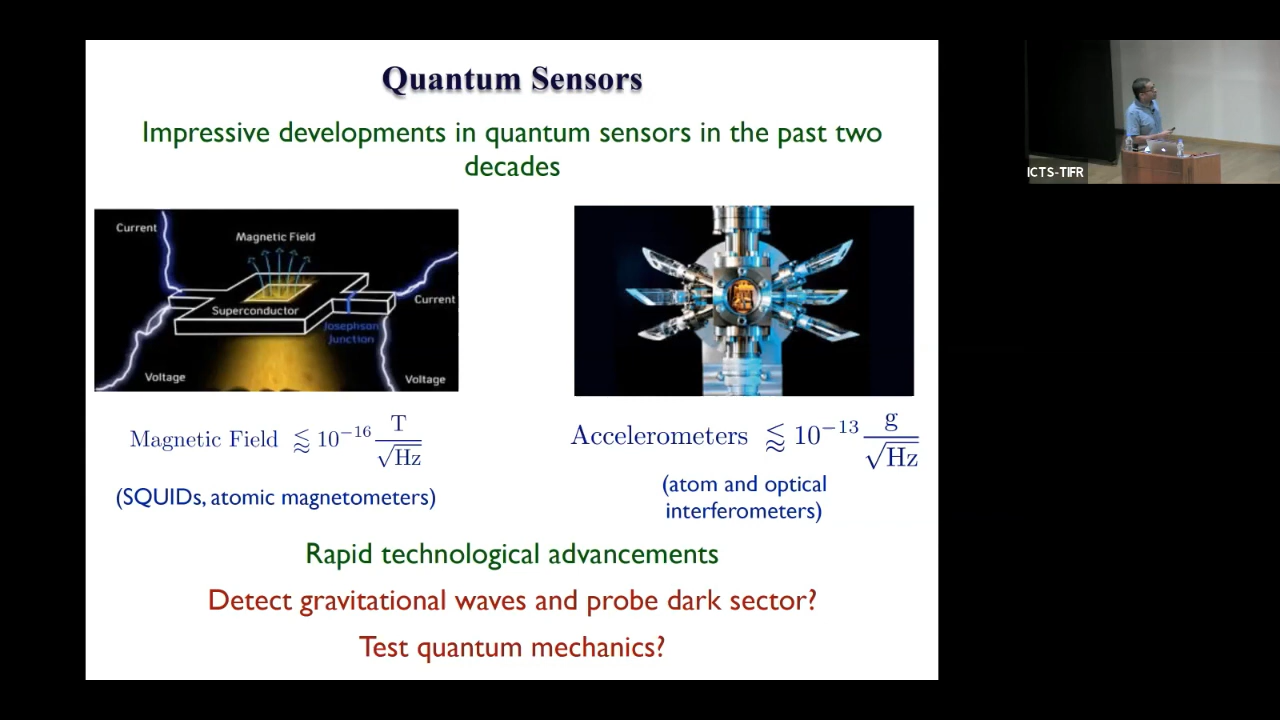 Quantum Sensors
Impressive developments in quantum sensors in the past two
decades
Current
Magnetic Field
Superconductor
Josephson
Junction
Current
Voltage
Voltage
Magnetic Field ⪅ 10⁻¹⁶ T/√Hz
(SQUIDs, atomic magnetometers)
Accelerometers ⪅ 10⁻¹³ g/√Hz
(atom and optical
interferometers)
Rapid technological advancements
Detect gravitational waves and probe dark sector?
Test quantum mechanics?
ICTS-TIFR